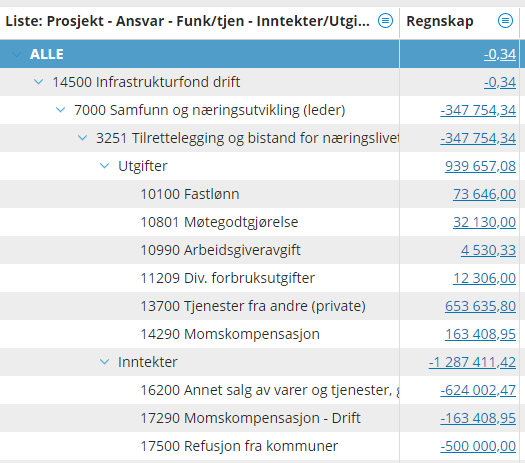 Liste: Prosjekt - Ansvar - Funk/tjen - Inntekter/Utgi... Regnskap
ALLE -0,34
14500 Infrastrukturfond drift -0,34
7000 Samfunn og næringsutvikling (leder) -347 754,34
3251 Tilrettelegging og bistand for næringslivet -347 754,34
Utgifter 939 657,08
10100 Fastlønn 73 646,00
10801 Møtegodtgjørelse 32 130,00
10990 Arbeidsgiveravgift 4 530,33
11209 Div. forbruksutgifter 12 306,00
13700 Tjenester fra andre (private) 653 635,80
14290 Momskompensasjon 163 408,95
Inntekter -1 287 411,42
16200 Annet salg av varer og tjenester, g -624 002,47
17290 Momskompensasjon - Drift -163 408,95
17500 Refusjon fra kommuner -500 000,00